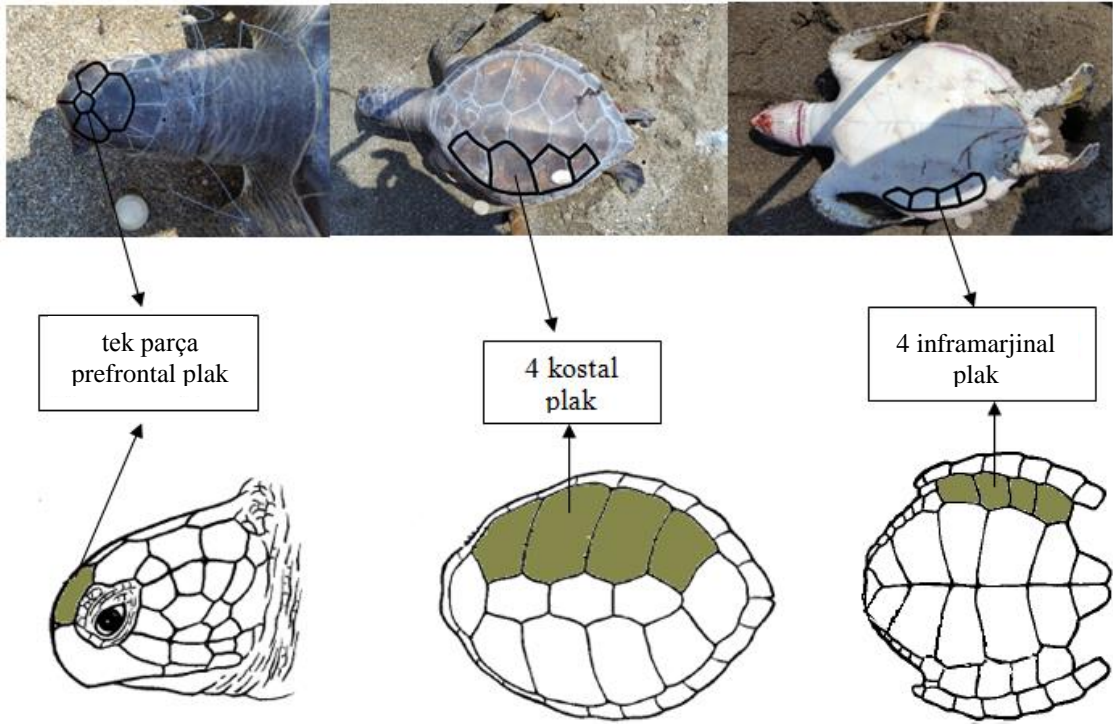 tek parça
prefrontal plak
4 kostal
plak
4 inframarjinal
plak